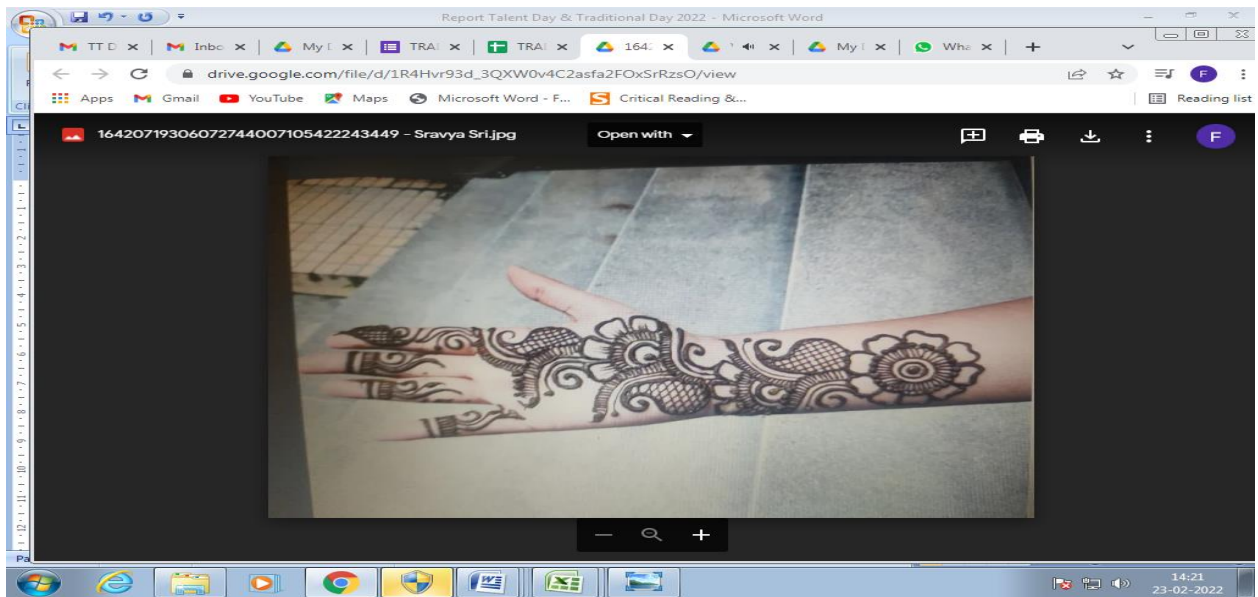 Report Talent Day & Traditional Day 2022 - Microsoft Word
TT D Inbo My TRA TRA 164 My Wha
drive.google.com/file/d/1R4Hvr93d_3QXW0v4C2asfa2FOxSrRzsO/view F
Apps Gmail YouTube Maps Microsoft Word - F... Critical Reading &... Reading list
16420719306072744007105422243449 - Sravya Sri.jpg Open with F
Pa
14:21
23-02-2022